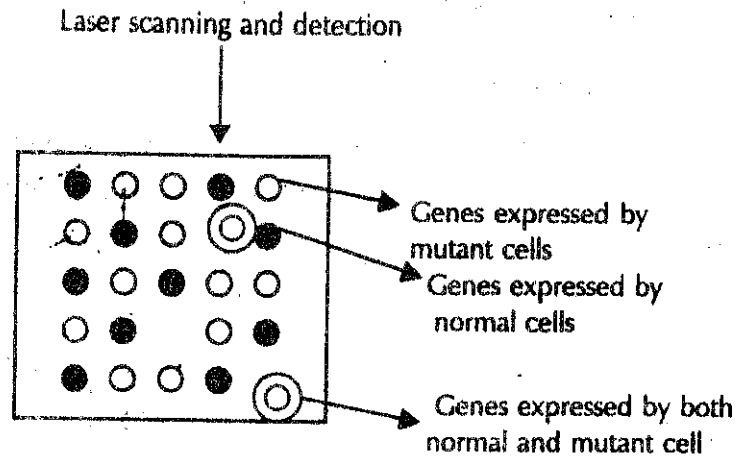 Laser scanning and detection
Genes expressed by
mutant cells
Genes expressed by
normal cells
Genes expressed by both
normal and mutant cell